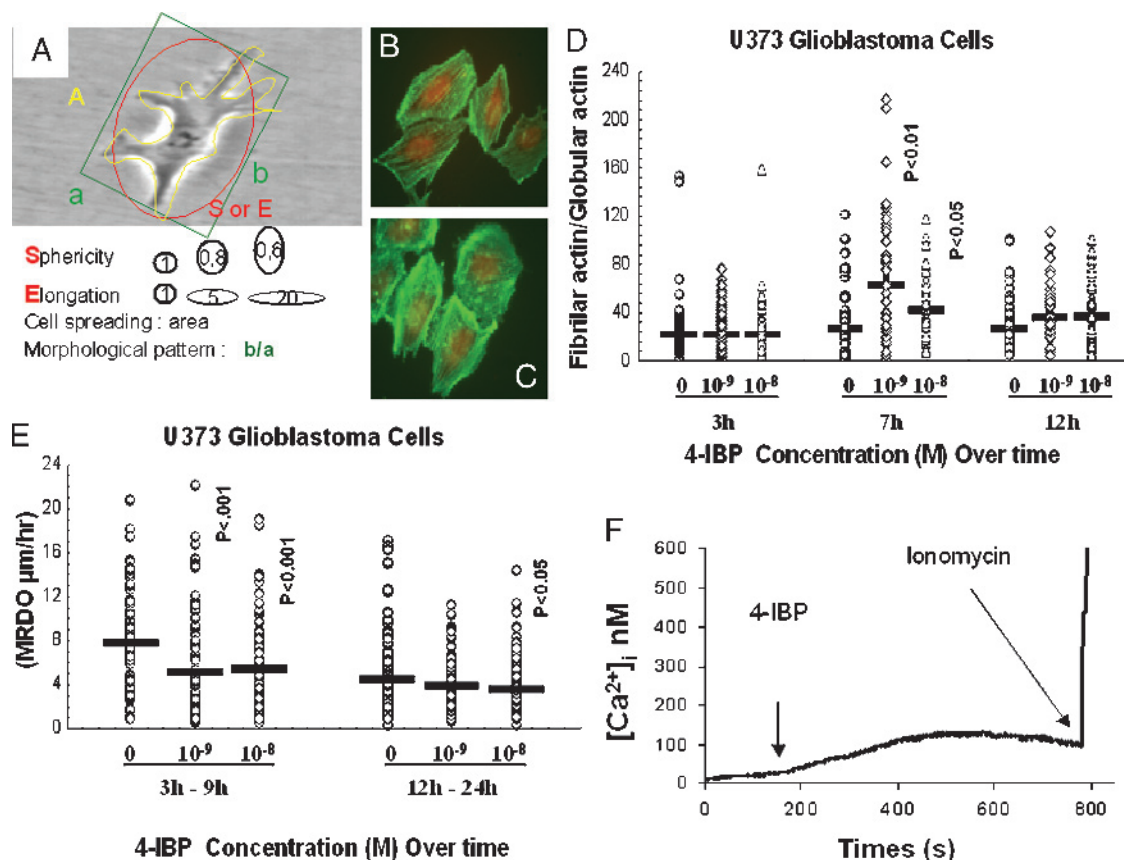 A
A
a
b
S or E
Sphericity 1 0,8 0,6
Elongation 1 5 20
Cell spreading : area
Morphological pattern : b/a
B
C
D
U373 Glioblastoma Cells
Fibrilar actin/Globular actin
240
200
160
120
80
40
0
P<0.01
P<0.05
0 10-9 10-8 0 10-9 10-8 0 10-9 10-8
3h 7h 12h
4-IBP Concentration (M) Over time
E
U373 Glioblastoma Cells
(MRDO µm/hr)
24
20
16
12
8
4
0
P<,001
P<0,001
P<0.05
0 10-9 10-8 0 10-9 10-8
3h - 9h 12h - 24h
4-IBP Concentration (M) Over time
F
[Ca2+]i nM
600
500
400
300
200
100
0
4-IBP
Ionomycin
0 200 400 600 800
Times (s)